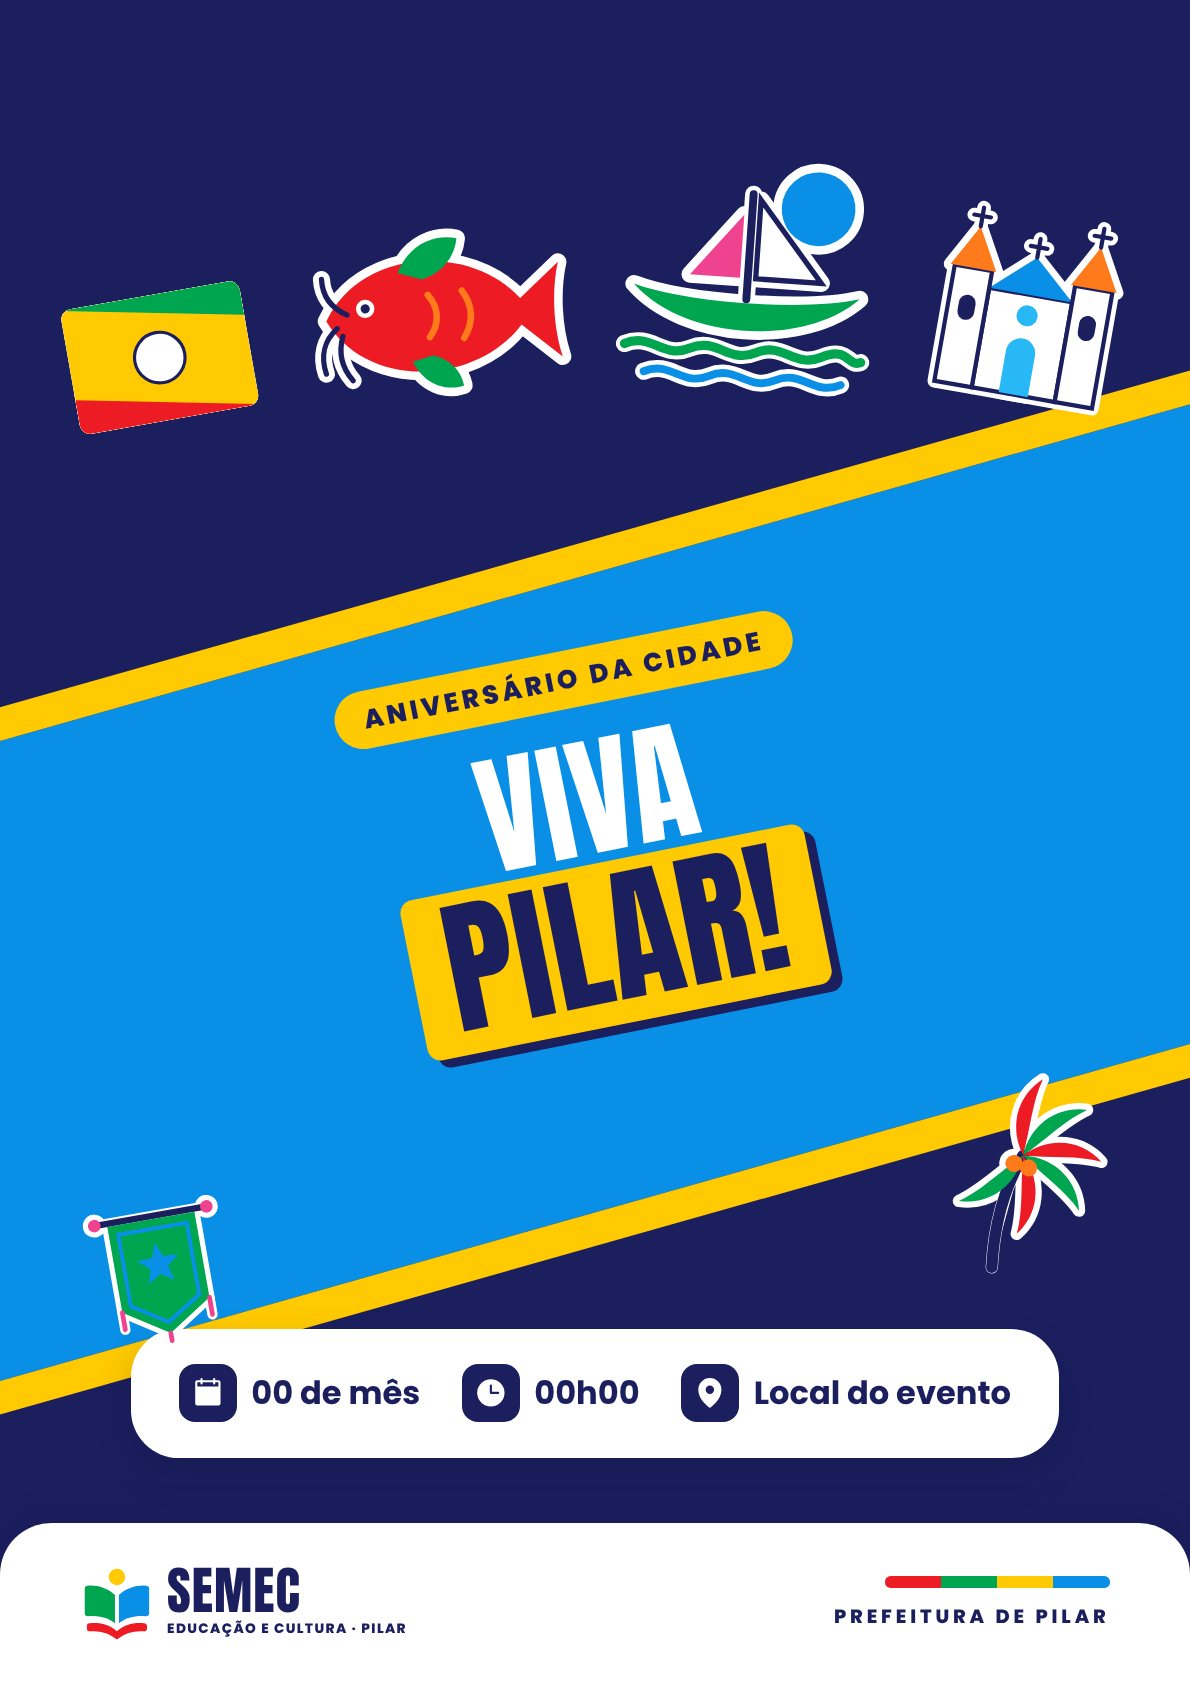 ANIVERSÁRIO DA CIDADE
VIVA
PILAR!
00 de mês
00h00
Local do evento
SEMEC
EDUCAÇÃO E CULTURA · PILAR
PREFEITURA DE PILAR